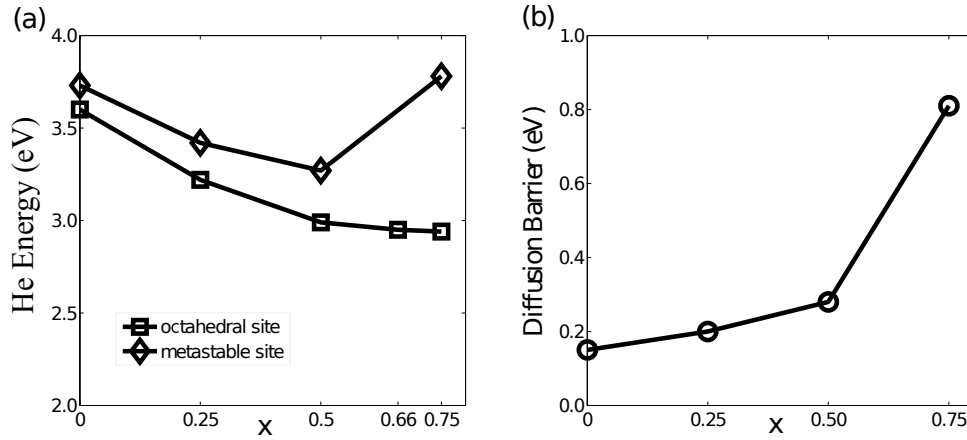 (a)
4.0
3.5
3.0
2.5
2.0
He Energy (eV)
octahedral site
metastable site
0 0.25 0.5 0.66 0.75
x
(b)
1.0
0.8
0.6
0.4
0.2
0.0
Diffusion Barrier (eV)
0 0.25 0.50 0.75
x